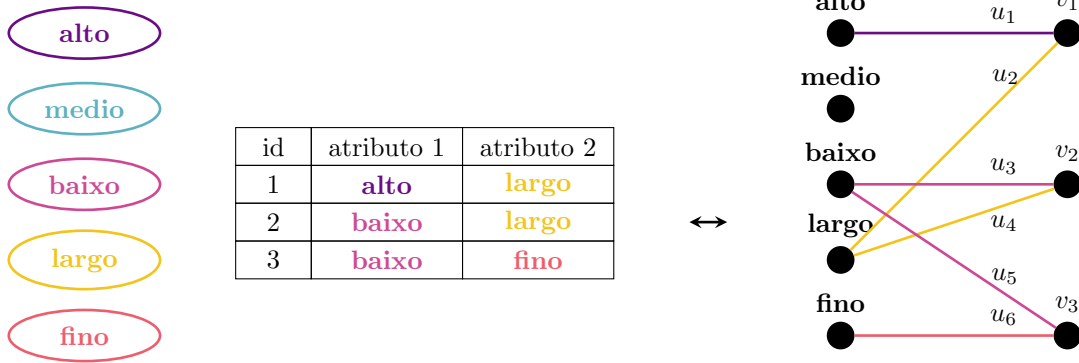 alto
medio
baixo
largo
fino
id atributo 1 atributo 2
1 alto largo
2 baixo largo
3 baixo fino
alto
medio
baixo
largo
fino
u1
u2
u3
u4
u5
u6
v1
v2
v3